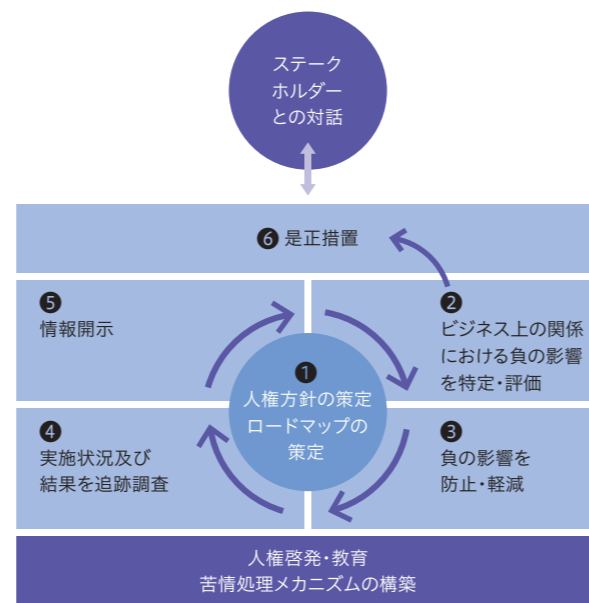 ステーク
ホルダー
との対話
❻ 是正措置
❺
情報開示
❷
ビジネス上の関係
における負の影響
を特定・評価
❶
人権方針の策定
ロードマップの
策定
❹
実施状況及び
結果を追跡調査
❸
負の影響を
防止・軽減
人権啓発・教育
苦情処理メカニズムの構築